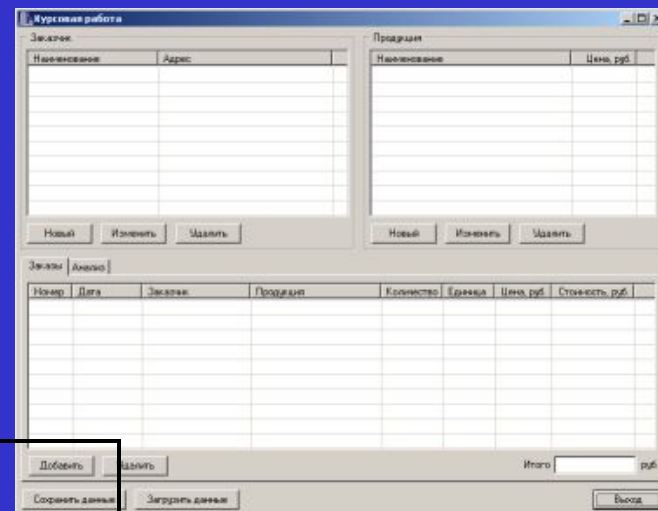 Курсовая работа
Заказчик Продукция
Наименование Адрес Наименование Цена, руб.
Новый Изменить Удалить Новый Изменить Удалить
Заказы Анализ
Номер Дата Заказчик Продукция Количество Единица Цена, руб. Стоимость, руб.
Добавить Удалить Итого руб
Сохранить данные Загрузить данные Выход